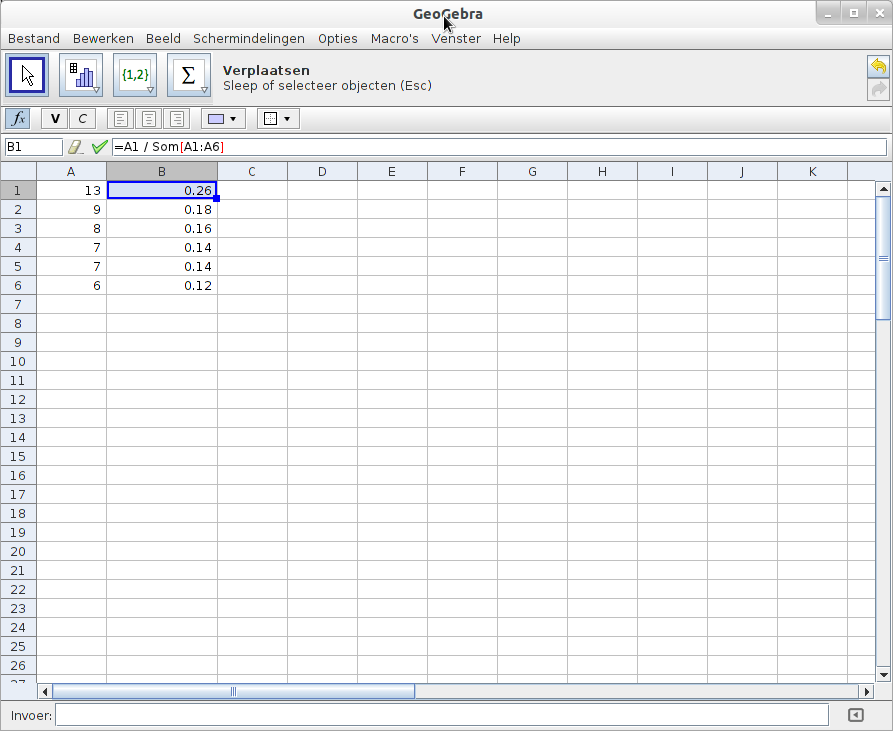 GeoGebra
Bestand Bewerken Beeld Schermindelingen Opties Macro's Venster Help
{1,2} Σ
Verplaatsen
Sleep of selecteer objecten (Esc)
fx V C
B1 =A1 / Som[A1:A6]
A B C D E F G H I J K
1 13 0.26
2 9 0.18
3 8 0.16
4 7 0.14
5 7 0.14
6 6 0.12
7
8
9
10
11
12
13
14
15
16
17
18
19
20
21
22
23
24
25
26
27
Invoer: